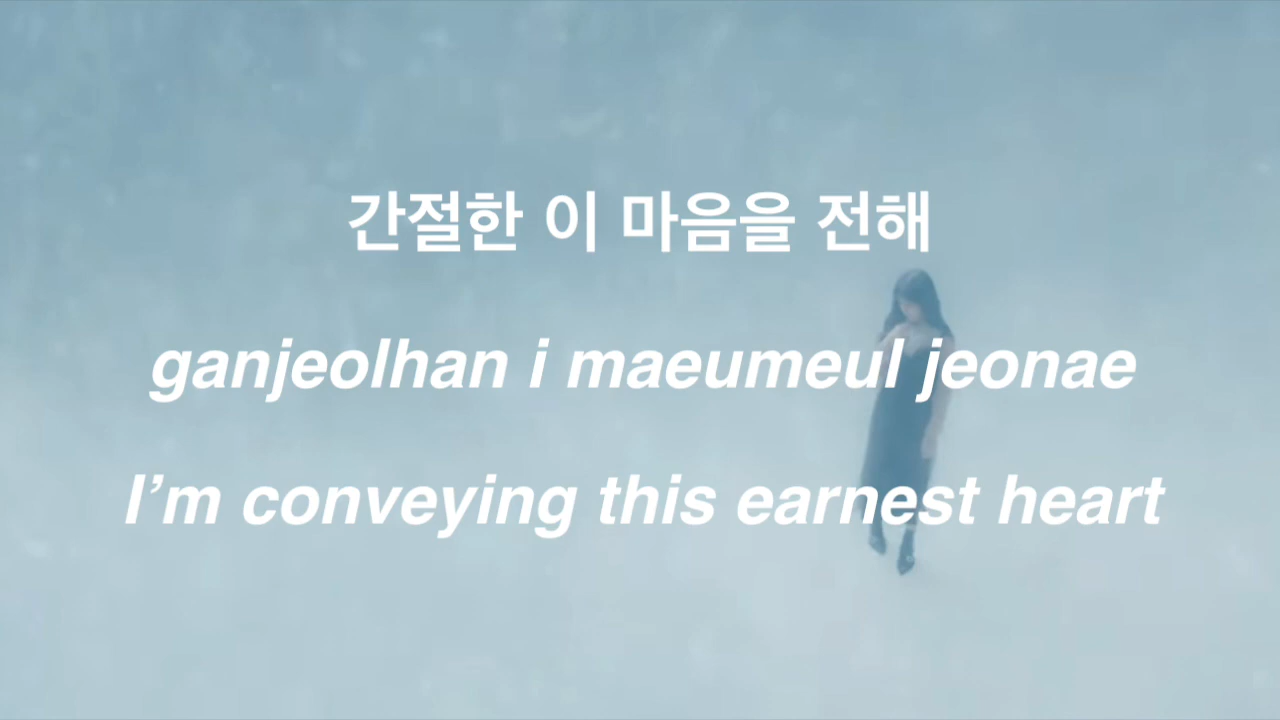 간절한 이 마음을 전해
ganjeolhan i maeumeul jeonae
I’m conveying this earnest heart